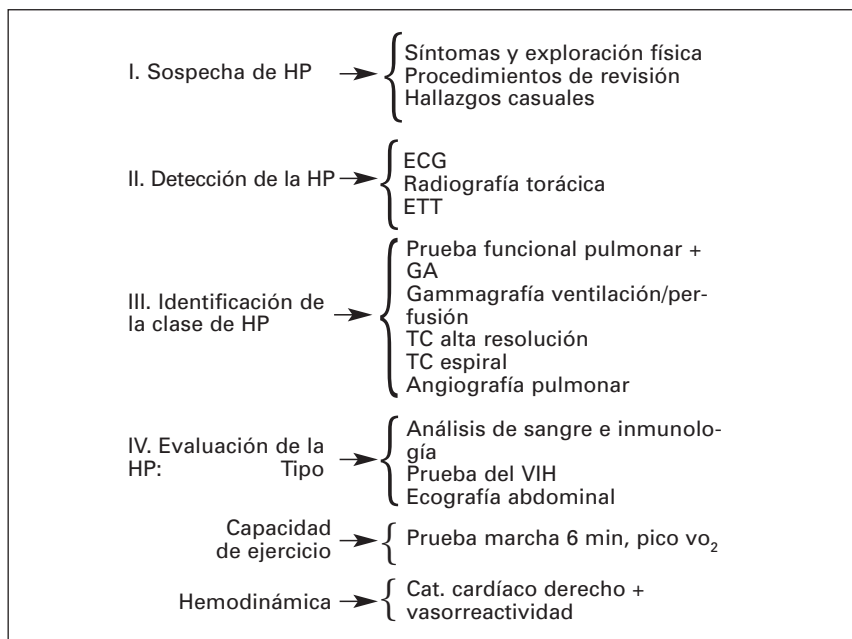 I. Sospecha de HP
Síntomas y exploración física
Procedimientos de revisión
Hallazgos casuales
II. Detección de la HP
ECG
Radiografía torácica
ETT
III. Identificación de
la clase de HP
Prueba funcional pulmonar +
GA
Gammagrafía ventilación/per-
fusión
TC alta resolución
TC espiral
Angiografía pulmonar
IV. Evaluación de la
HP: Tipo
Análisis de sangre e inmunolo-
gía
Prueba del VIH
Ecografía abdominal
Capacidad
de ejercicio
Prueba marcha 6 min, pico vo₂
Hemodinámica
Cat. cardíaco derecho +
vasorreactividad